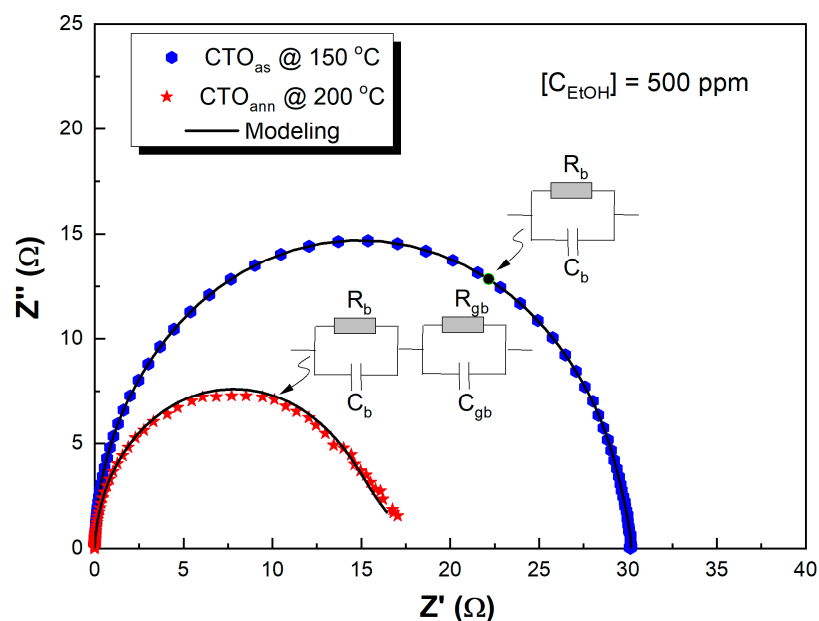 25
CTOas @ 150 °C
CTOann @ 200 °C
Modeling
[CEtOH] = 500 ppm
20
Rb
Cb
15
Z'' (Ω)
Rb
Rgb
10
Cb
Cgb
5
0
0 5 10 15 20 25 30 35 40
Z' (Ω)